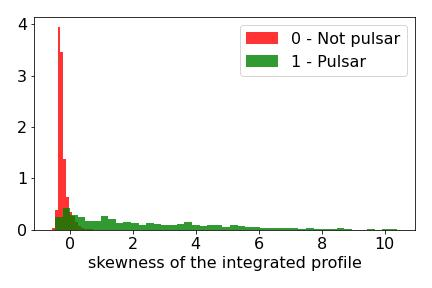 4
3
2
1
0
0 - Not pulsar
1 - Pulsar
0 2 4 6 8 10
skewness of the integrated profile